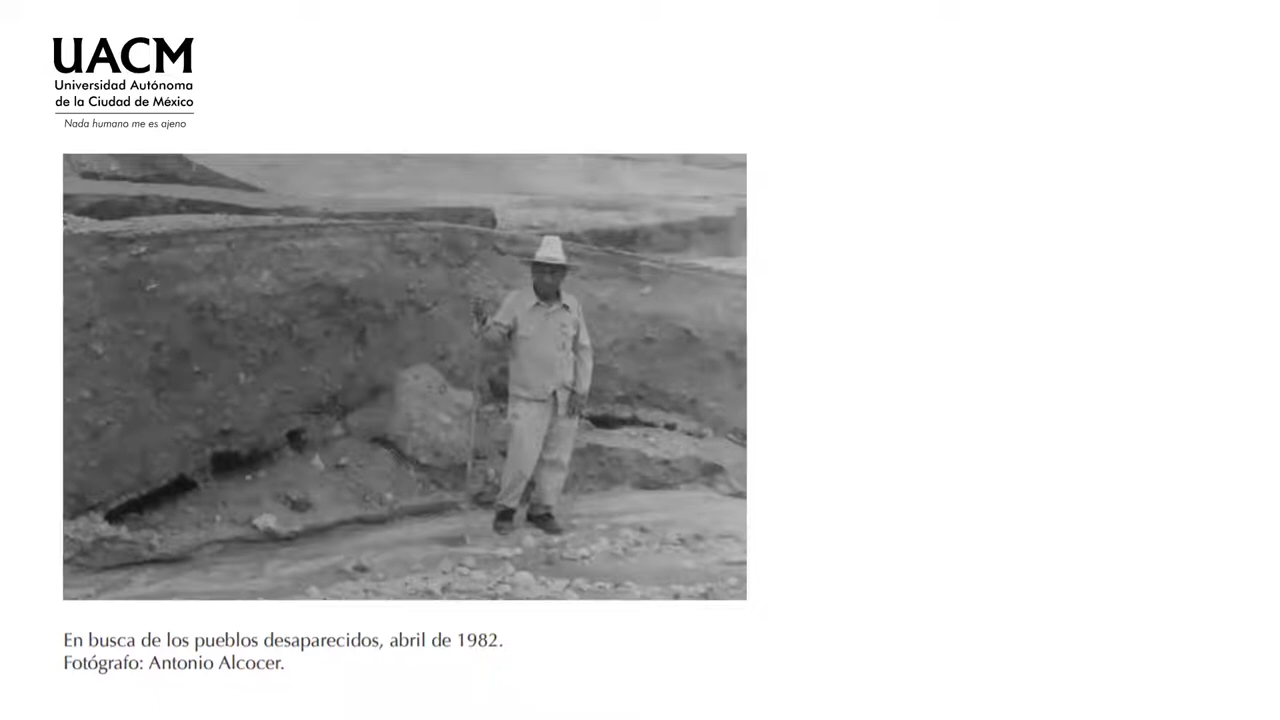 UACM
Universidad Autónoma
de la Ciudad de México
Nada humano me es ajeno
En busca de los pueblos desaparecidos, abril de 1982.
Fotógrafo: Antonio Alcocer.